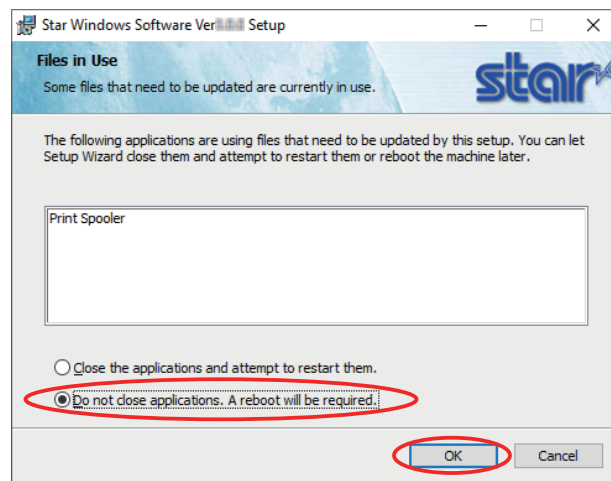 Star Windows Software Ver Setup
Files in Use
Some files that need to be updated are currently in use.
star
The following applications are using files that need to be updated by this setup. You can let
Setup Wizard close them and attempt to restart them or reboot the machine later.
Print Spooler
Close the applications and attempt to restart them.
Do not close applications. A reboot will be required.
OK
Cancel